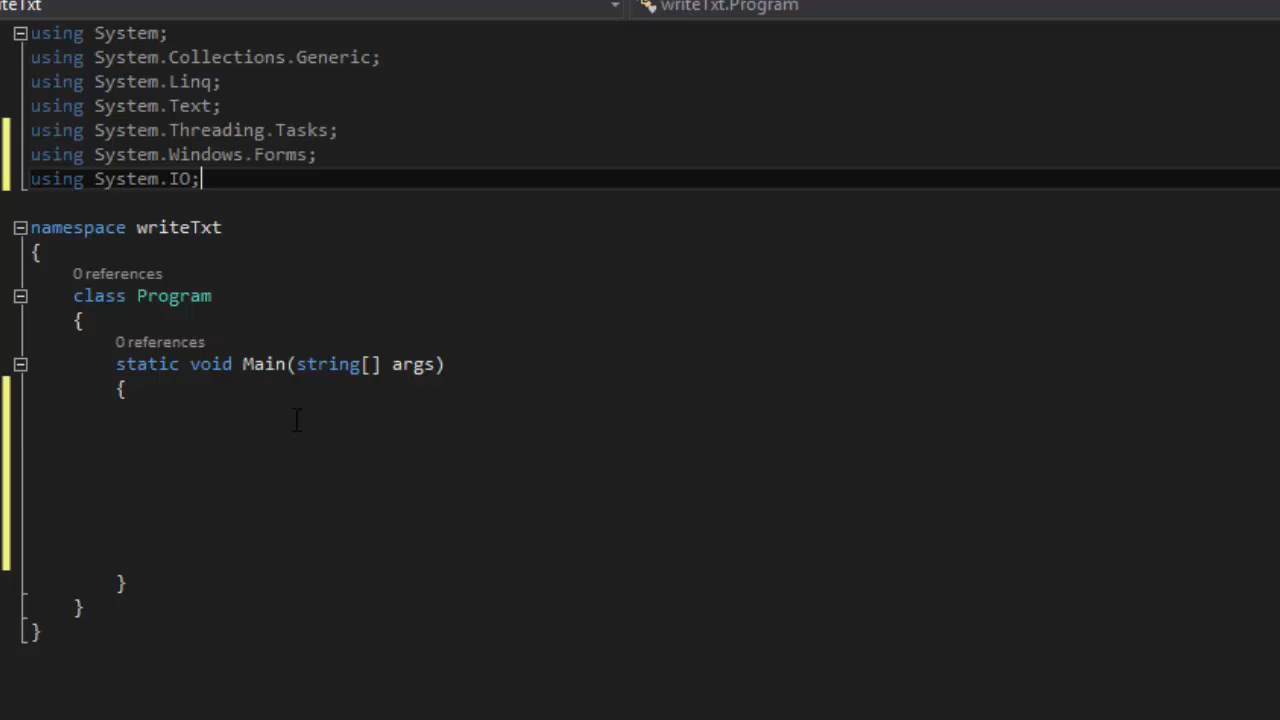 iteTxt writeTxt.Program
using System;
using System.Collections.Generic;
using System.Linq;
using System.Text;
using System.Threading.Tasks;
using System.Windows.Forms;
using System.IO;
namespace writeTxt
{
0 references
class Program
{
0 references
static void Main(string[] args)
{
}
}
}